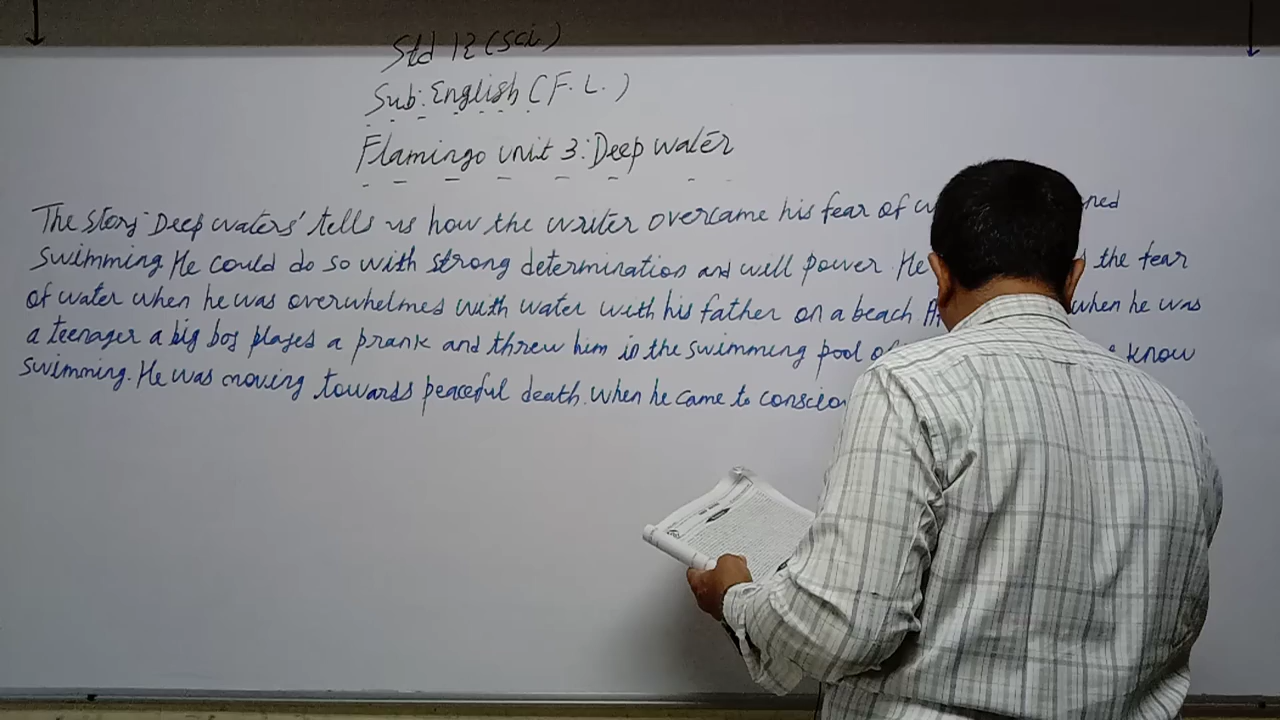 Std 12 (Sci.)
Sub: English (F. L.)
Flamingo unit 3: Deep water
The story 'Deep waters' tells us how the writer overcame his fear of
swimming. He could do so with strong determination and will power. He the fear
of water when he was overwhelmed with water with his father on a beach when he was
a teenager a big boy played a prank and threw him in the swimming pool know
swimming. He was moving towards peaceful death. When he came to